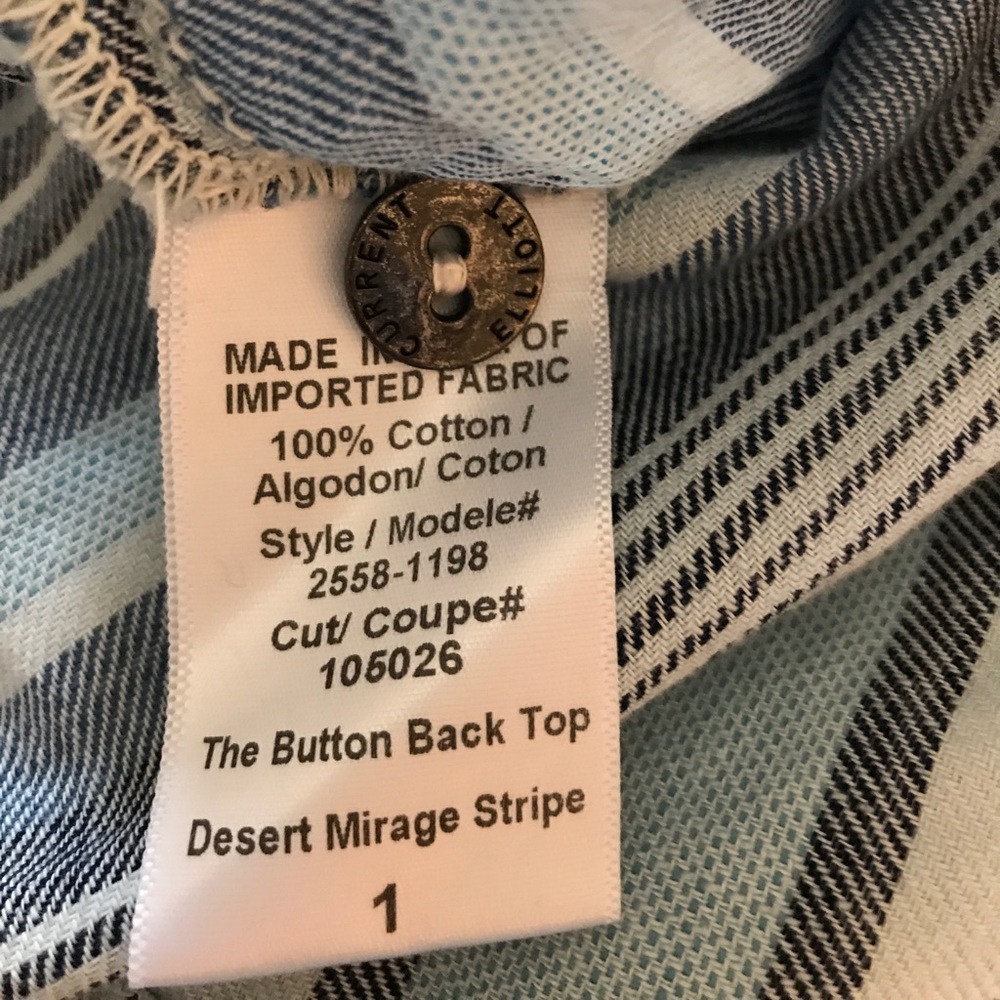 CURRENT ELLIOTT
MADE OF
IMPORTED FABRIC
100% Cotton /
Algodon/ Coton
Style / Modele#
2558-1198
Cut/ Coupe#
105026
The Button Back Top
Desert Mirage Stripe
1